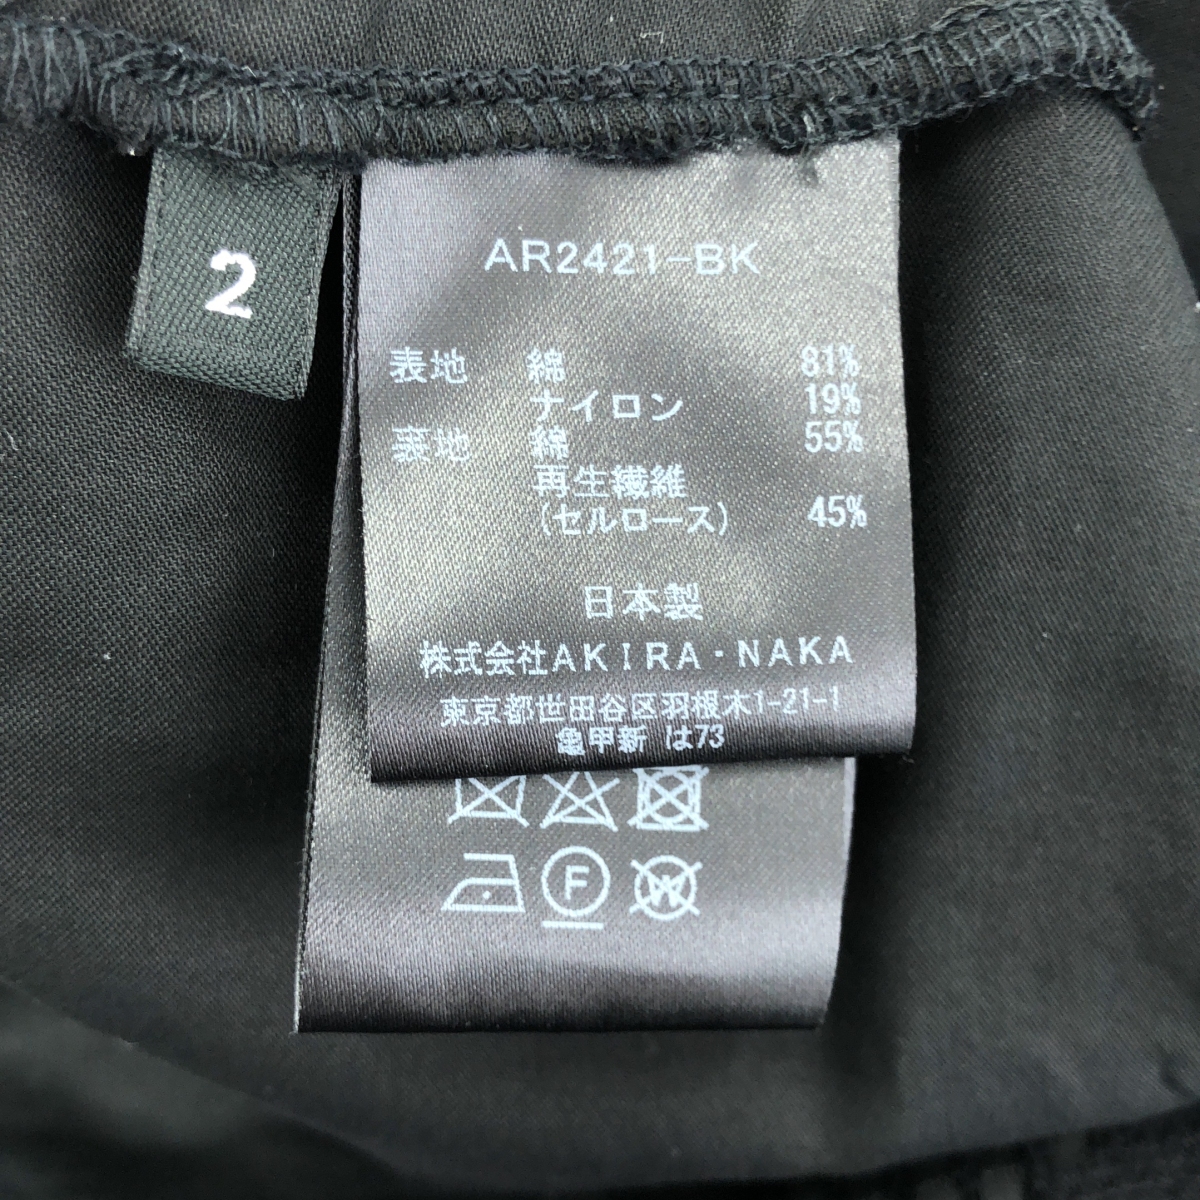 2
AR2421-BK
表地 綿 81%
ナイロン 19%
裏地 綿 55%
再生繊維
(セルロース) 45%
日本製
株式会社AKIRA・NAKA
東京都世田谷区羽根木1-21-1
亀甲新 は73
F
W